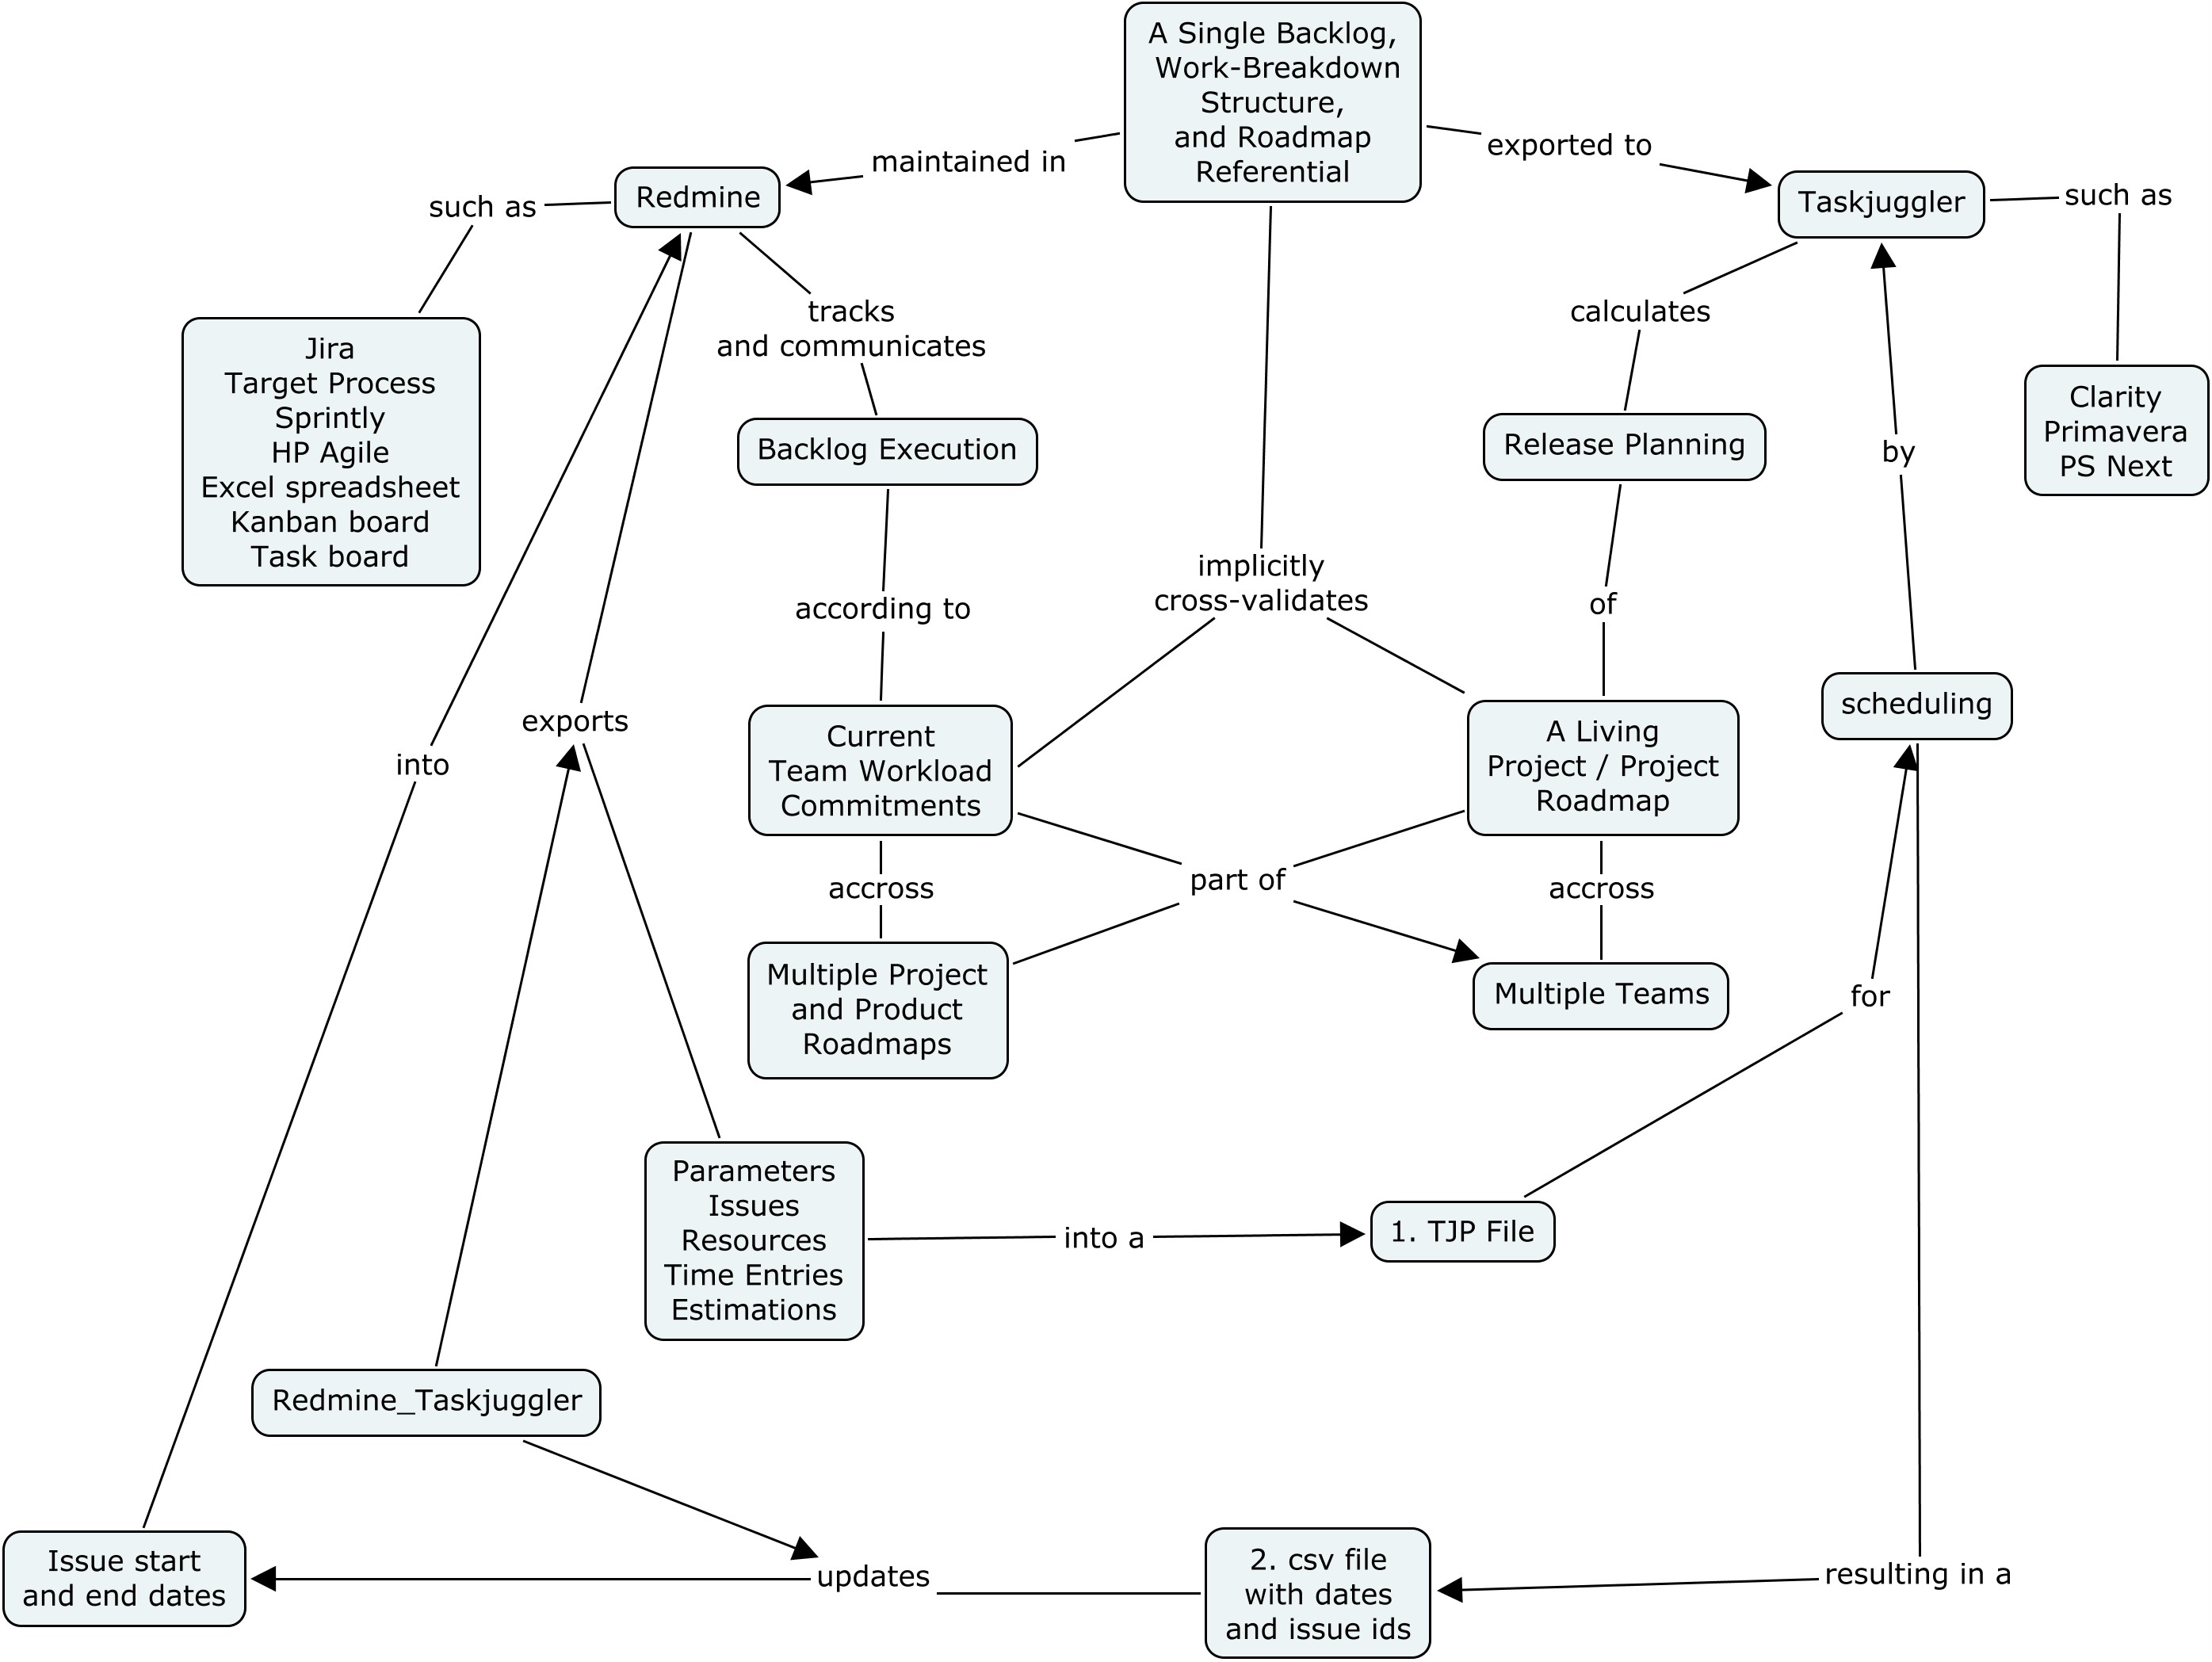 A Single Backlog,
Work-Breakdown
Structure,
and Roadmap
Referential
maintained in
exported to
Redmine
such as
Taskjuggler
such as
tracks
and communicates
calculates
Jira
Target Process
Sprintly
HP Agile
Excel spreadsheet
Kanban board
Task board
Clarity
Primavera
PS Next
Backlog Execution
Release Planning
by
implicitly
cross-validates
according to
of
scheduling
exports
into
Current
Team Workload
Commitments
A Living
Project / Project
Roadmap
accross
part of
accross
Multiple Project
and Product
Roadmaps
Multiple Teams
for
Parameters
Issues
Resources
Time Entries
Estimations
into a
1. TJP File
Redmine_Taskjuggler
Issue start
and end dates
updates
2. csv file
with dates
and issue ids
resulting in a